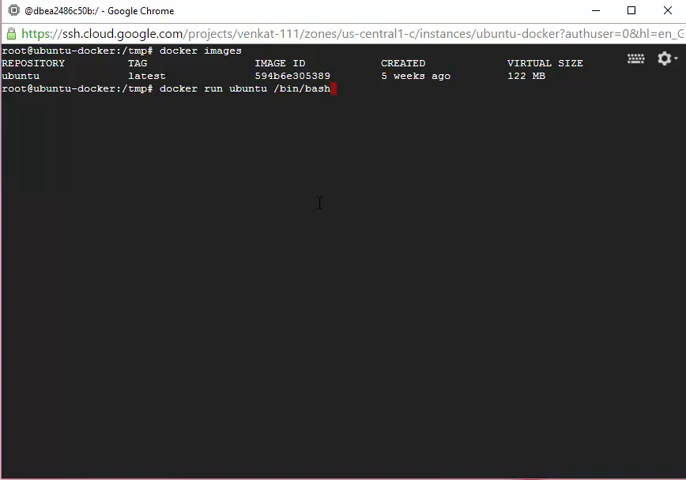 @dbea2486c50b:/ - Google Chrome
https://ssh.cloud.google.com/projects/venkat-111/zones/us-central1-c/instances/ubuntu-docker?authuser=0&hl=en_G
root@ubuntu-docker:/tmp# docker images
REPOSITORY TAG IMAGE ID CREATED VIRTUAL SIZE
ubuntu latest 594b6e305389 5 weeks ago 122 MB
root@ubuntu-docker:/tmp# docker run ubuntu /bin/bash